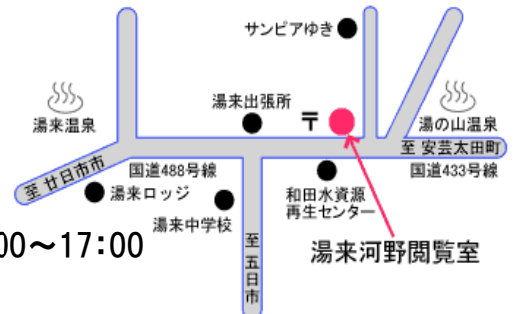 サンピアゆき
湯来温泉
湯来出張所
〒
湯の山温泉
至 安芸太田町
国道488号線
国道433号線
至 廿日市市
湯来ロッジ
和田水資源
再生センター
湯来中学校
至五日市
00～17:00
湯来河野閲覧室